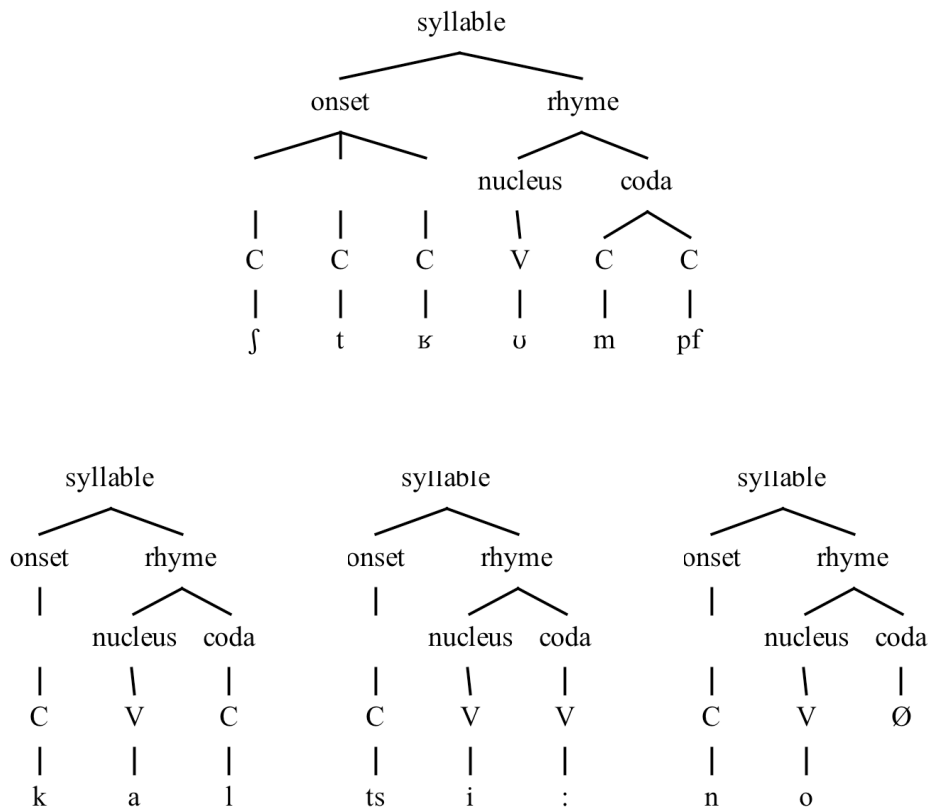 syllable
onset rhyme
nucleus coda
C C C V C C
ʃ t ʁ ʊ m pf
syllable syllable syllable
onset rhyme onset rhyme onset rhyme
nucleus coda nucleus coda nucleus coda
C V C C V V C V Ø
k a l ts i : n o